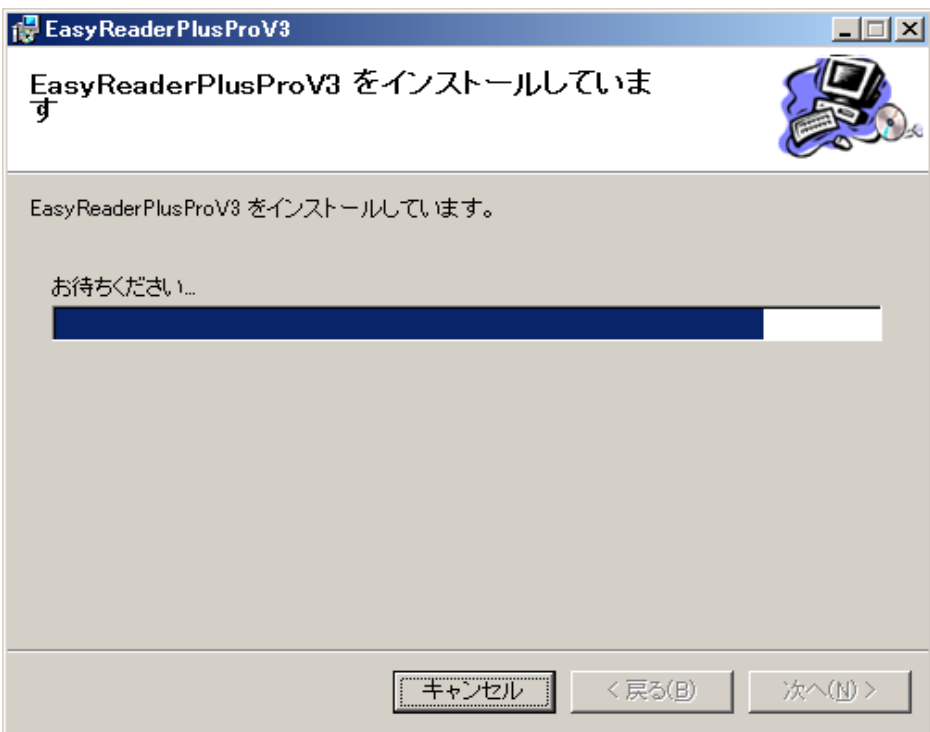 EasyReaderPlusProV3
EasyReaderPlusProV3 をインストールしていま
す
EasyReaderPlusProV3 をインストールしています。
お待ちください...
キャンセル
< 戻る(B)
次へ(N) >